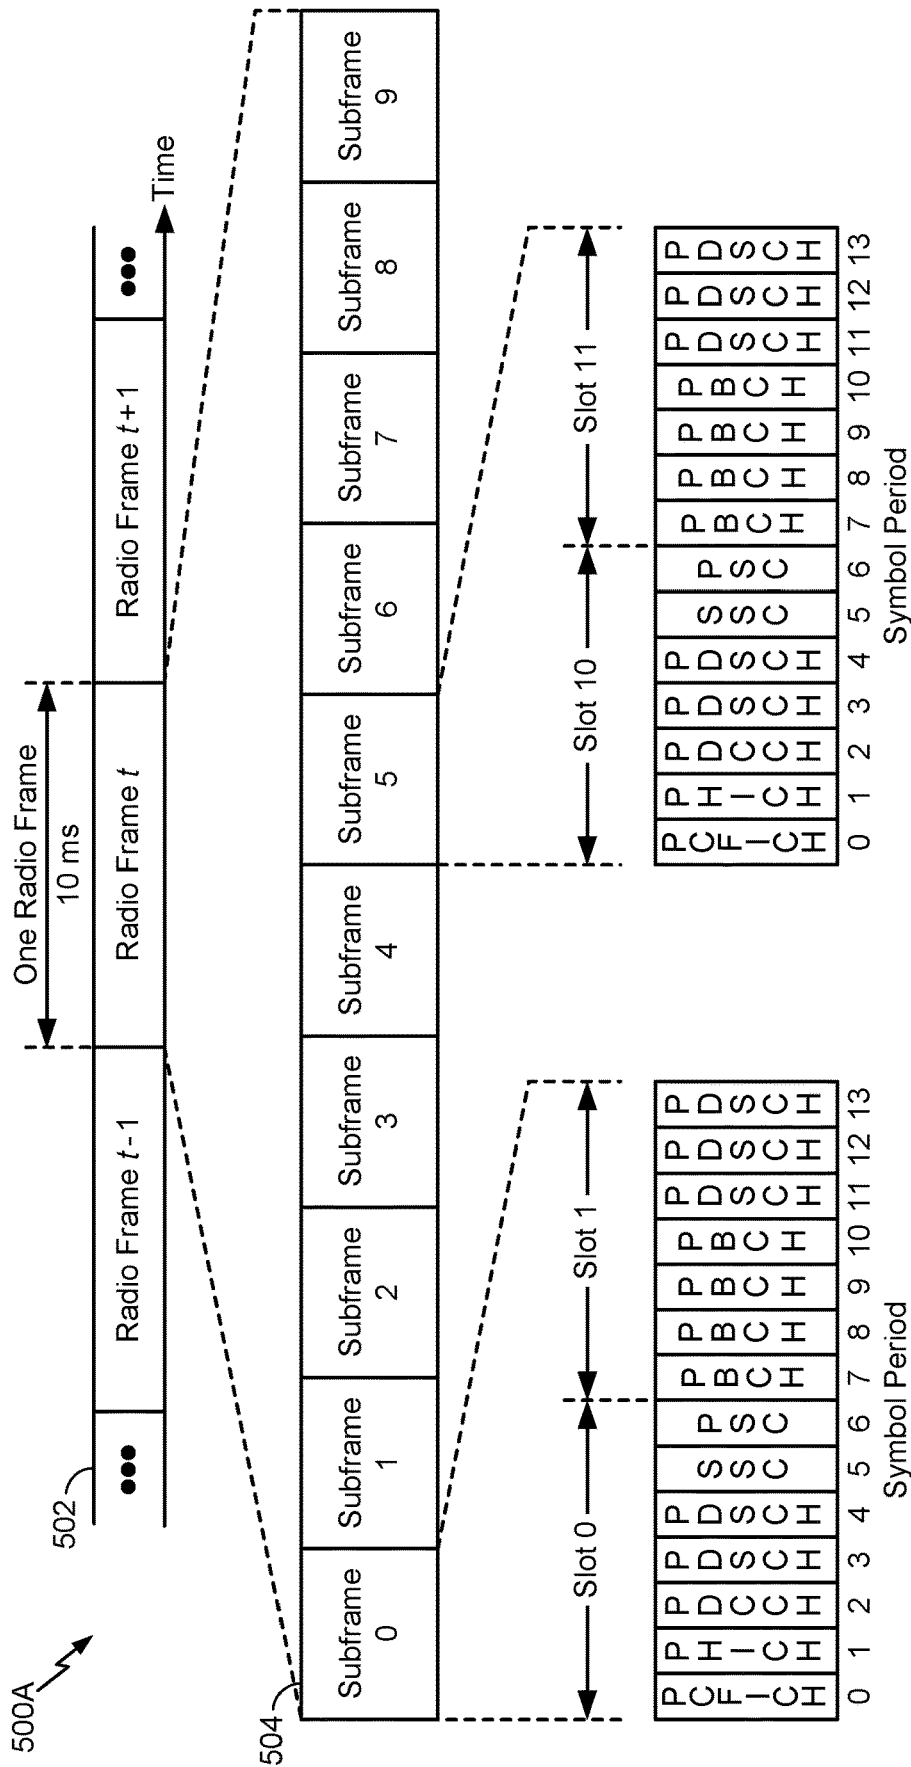 500A
One Radio Frame
10 ms
502
●●●
Radio Frame t - 1
Radio Frame t
Radio Frame t + 1
●●●
Time
504
Subframe
0
Subframe
1
Subframe
2
Subframe
3
Subframe
4
Subframe
5
Subframe
6
Subframe
7
Subframe
8
Subframe
9
Slot 0
Slot 1
Slot 10
Slot 11
PCFICH
PHICH
PDCCH
PDSCH
PDSCH
SSC
PSC
PBCH
PBCH
PBCH
PBCH
PDSCH
PDSCH
PDSCH
0 1 2 3 4 5 6 7 8 9 10 11 12 13
Symbol Period
PCFICH
PHICH
PDCCH
PDSCH
PDSCH
SSC
PSC
PBCH
PBCH
PBCH
PBCH
PDSCH
PDSCH
PDSCH
0 1 2 3 4 5 6 7 8 9 10 11 12 13
Symbol Period